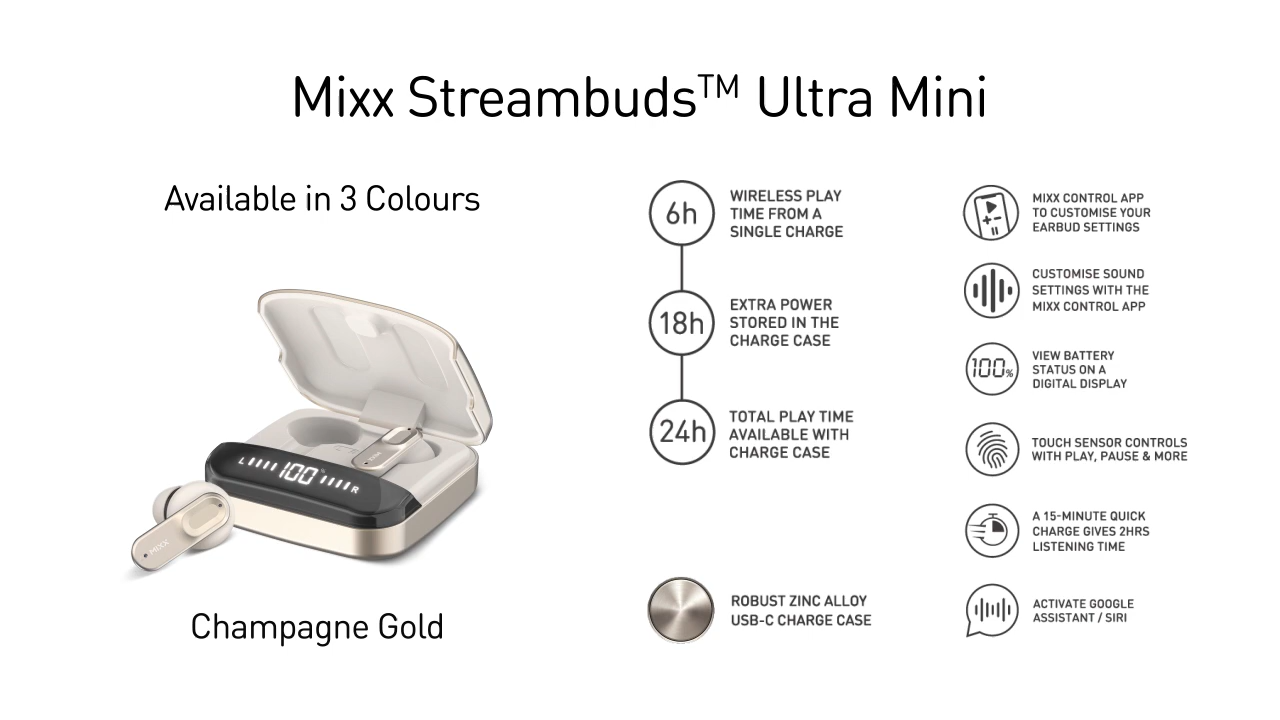 Mixx Streambuds™ Ultra Mini
Available in 3 Colours
L 100% R
MIXX
MIXX
Champagne Gold
6h
WIRELESS PLAY
TIME FROM A
SINGLE CHARGE
18h
EXTRA POWER
STORED IN THE
CHARGE CASE
24h
TOTAL PLAY TIME
AVAILABLE WITH
CHARGE CASE
ROBUST ZINC ALLOY
USB-C CHARGE CASE
MIXX CONTROL APP
TO CUSTOMISE YOUR
EARBUD SETTINGS
CUSTOMISE SOUND
SETTINGS WITH THE
MIXX CONTROL APP
100%
VIEW BATTERY
STATUS ON A
DIGITAL DISPLAY
TOUCH SENSOR CONTROLS
WITH PLAY, PAUSE & MORE
A 15-MINUTE QUICK
CHARGE GIVES 2HRS
LISTENING TIME
ACTIVATE GOOGLE
ASSISTANT / SIRI